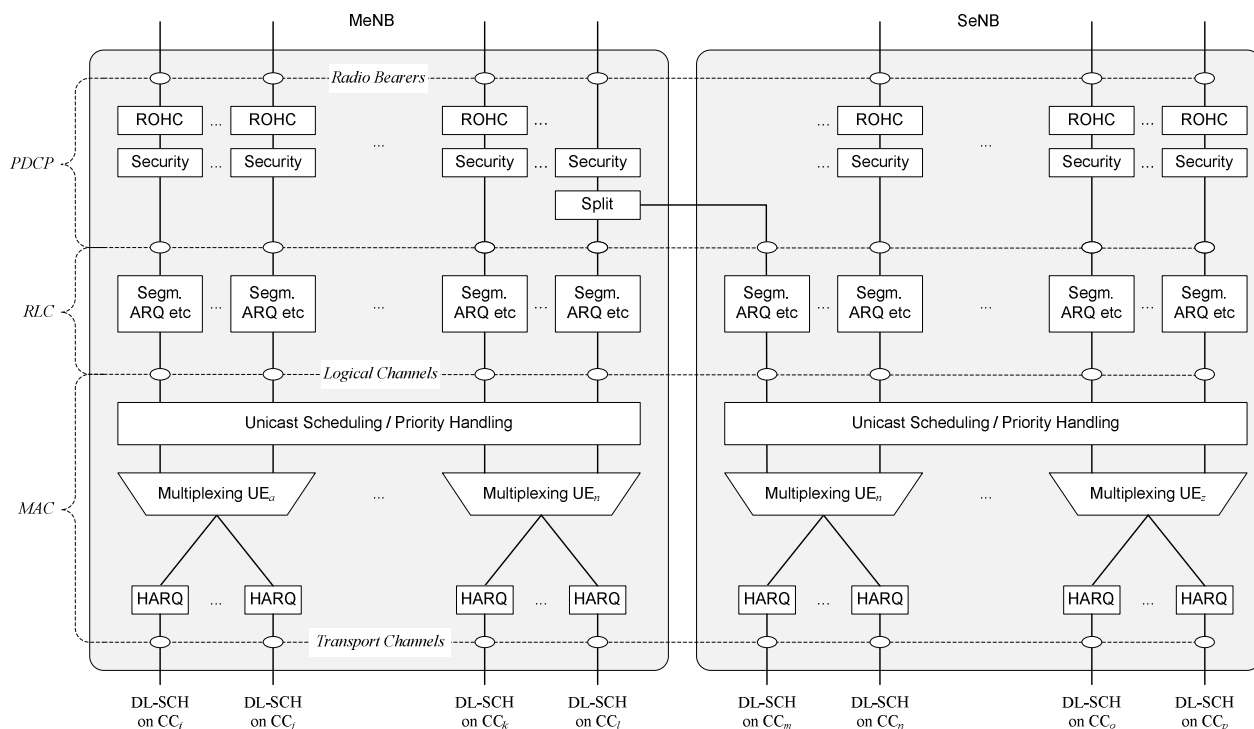 MeNB SeNB
Radio Bearers
ROHC ... ROHC ROHC ... ... ROHC ROHC ... ROHC
... ...
PDCP
Security ... Security Security ... Security ... Security Security ... Security
Split
RLC
Segm. ARQ etc ... Segm. ARQ etc ... Segm. ARQ etc ... Segm. ARQ etc Segm. ARQ etc ... Segm. ARQ etc ... Segm. ARQ etc ... Segm. ARQ etc
Logical Channels
Unicast Scheduling / Priority Handling Unicast Scheduling / Priority Handling
MAC
Multiplexing UEa ... Multiplexing UEn Multiplexing UEn ... Multiplexing UEz
HARQ ... HARQ HARQ ... HARQ HARQ ... HARQ HARQ ... HARQ
Transport Channels
DL-SCH DL-SCH DL-SCH DL-SCH DL-SCH DL-SCH DL-SCH DL-SCH
on CCi on CCj on CCk on CCl on CCm on CCn on CCo on CCp